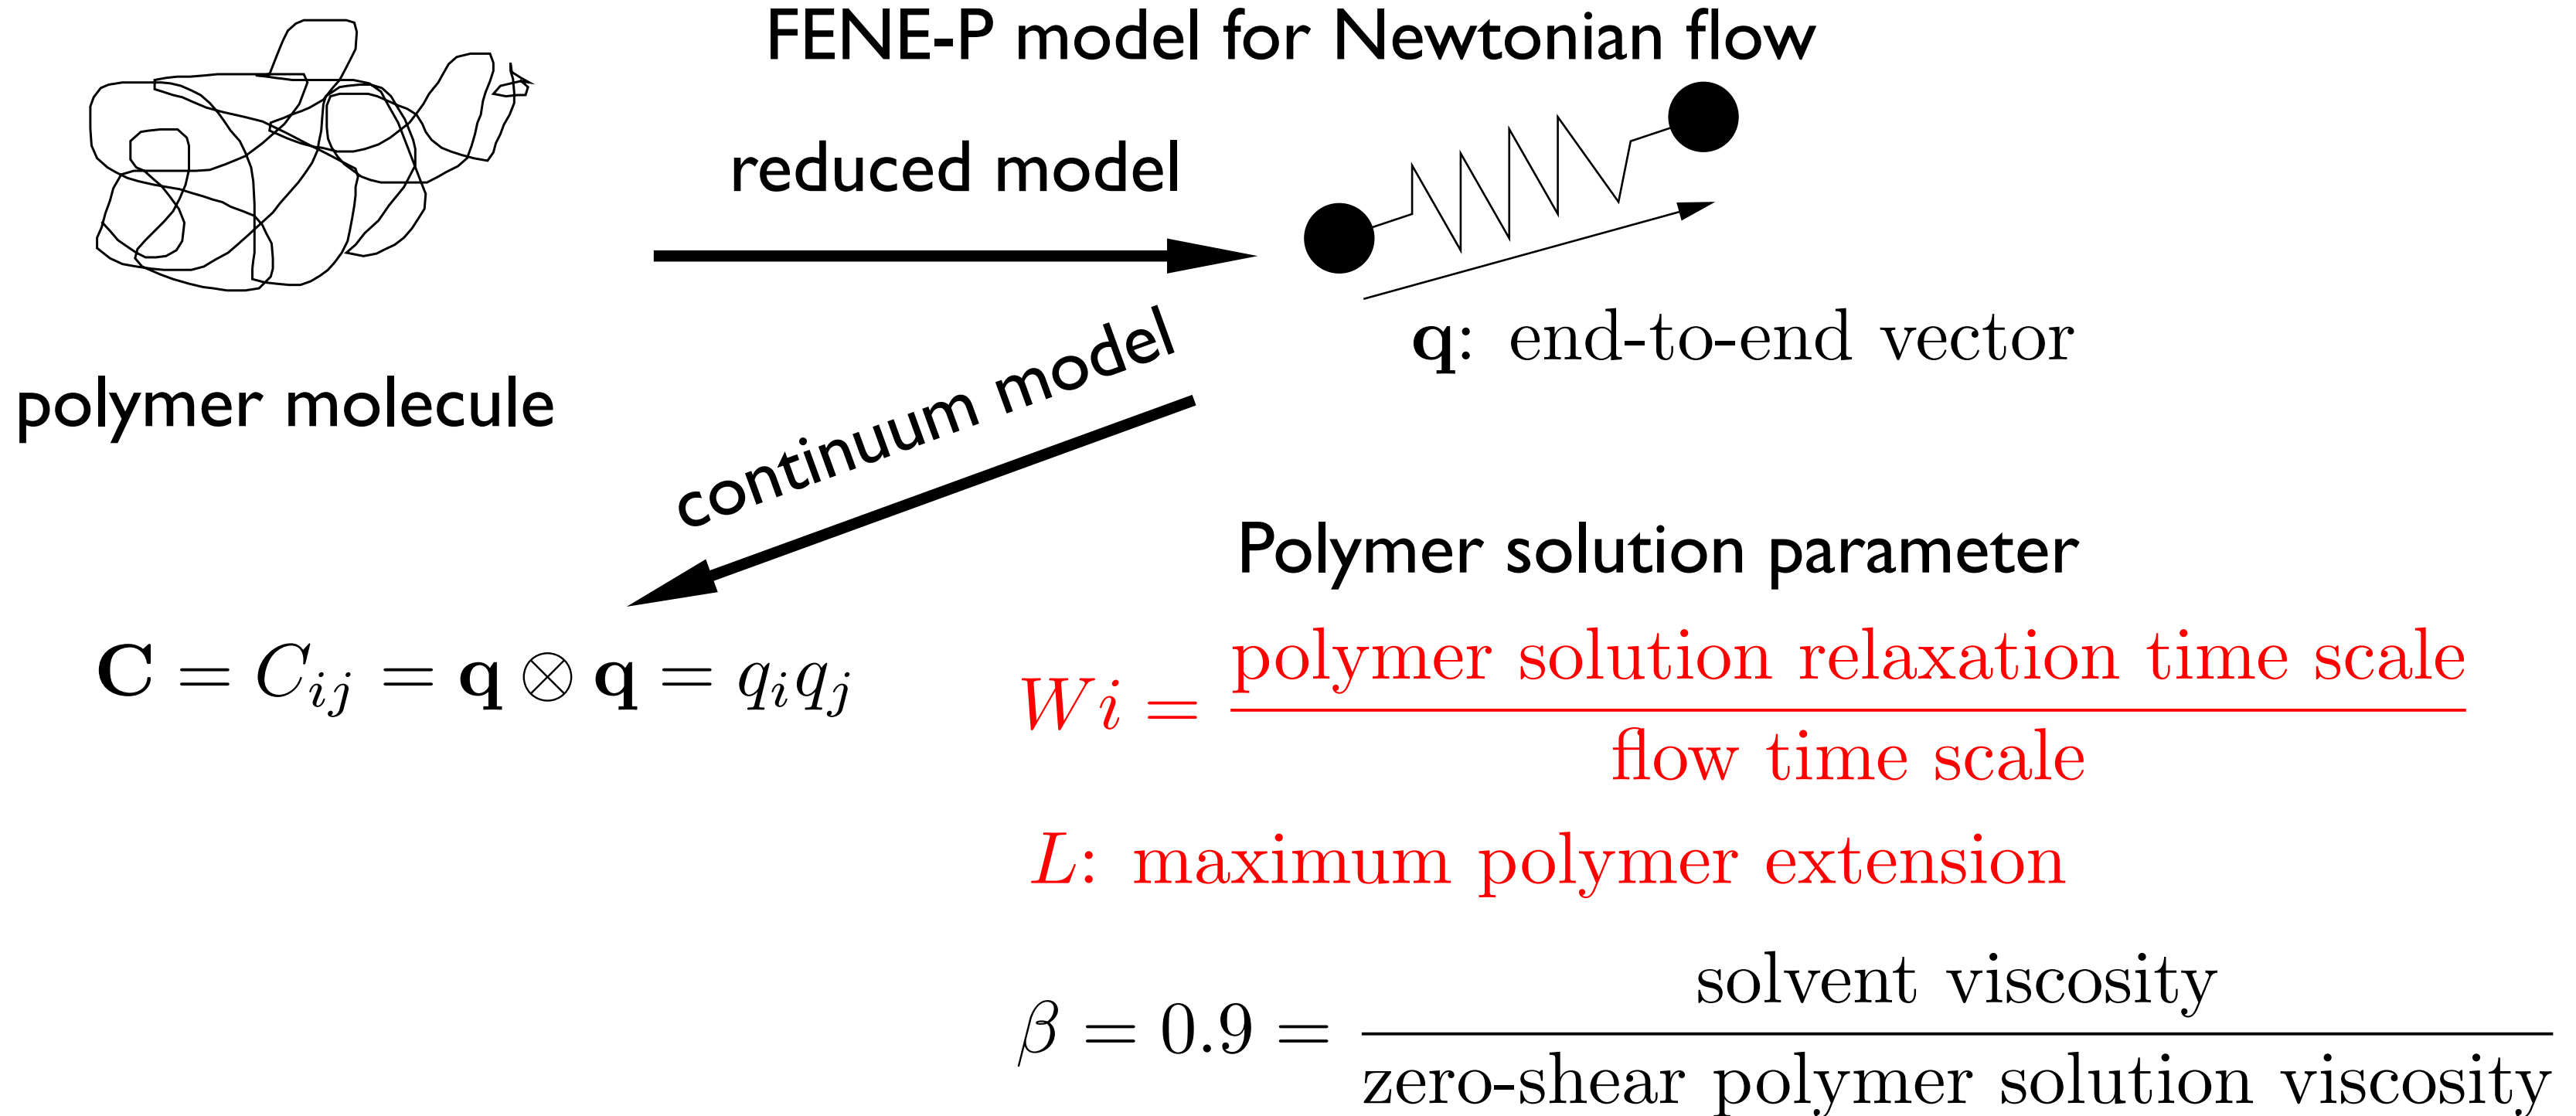 FENE-P model for Newtonian flow
reduced model
q: end-to-end vector
polymer molecule
continuum model
C = C_{ij} = q ⊗ q = q_i q_j
Polymer solution parameter
Wi = polymer solution relaxation time scale / flow time scale
L: maximum polymer extension
β = 0.9 = solvent viscosity / zero-shear polymer solution viscosity